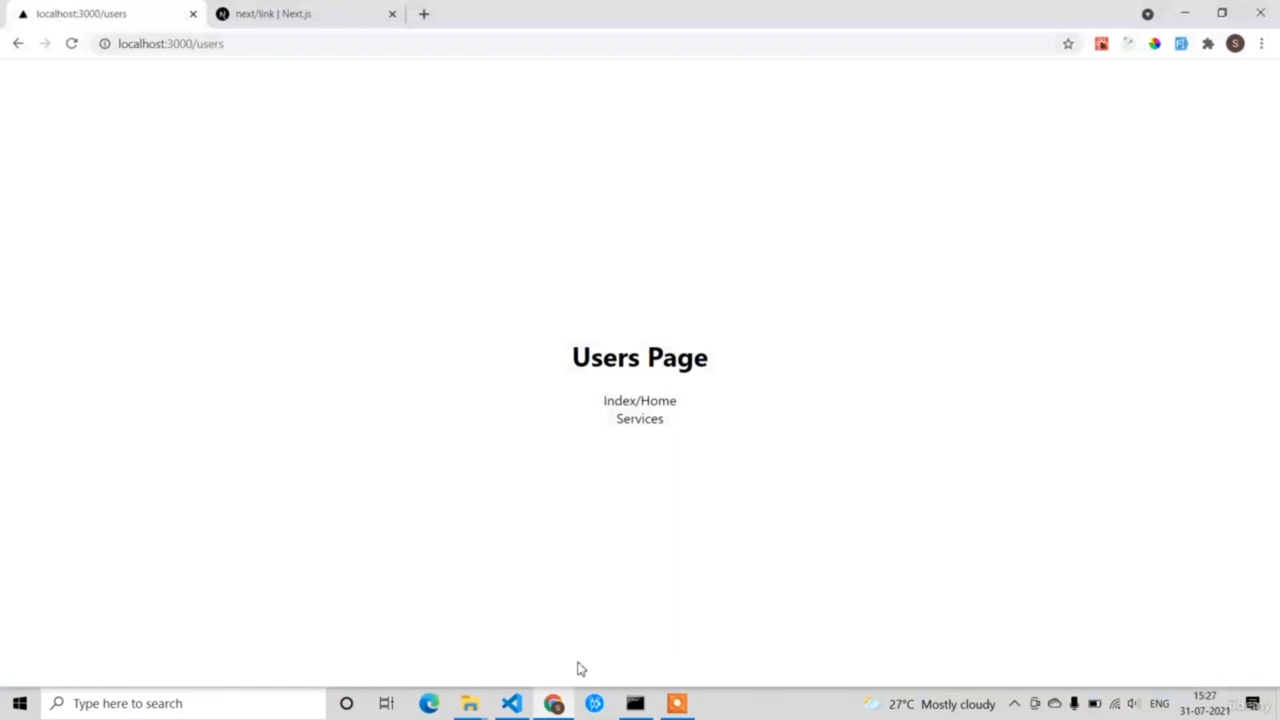 localhost:3000/users
next/link | Next.js
localhost:3000/users
S
Users Page
Index/Home
Services
Type here to search
27°C Mostly cloudy
ENG
15:27
31-07-2021
Udemy